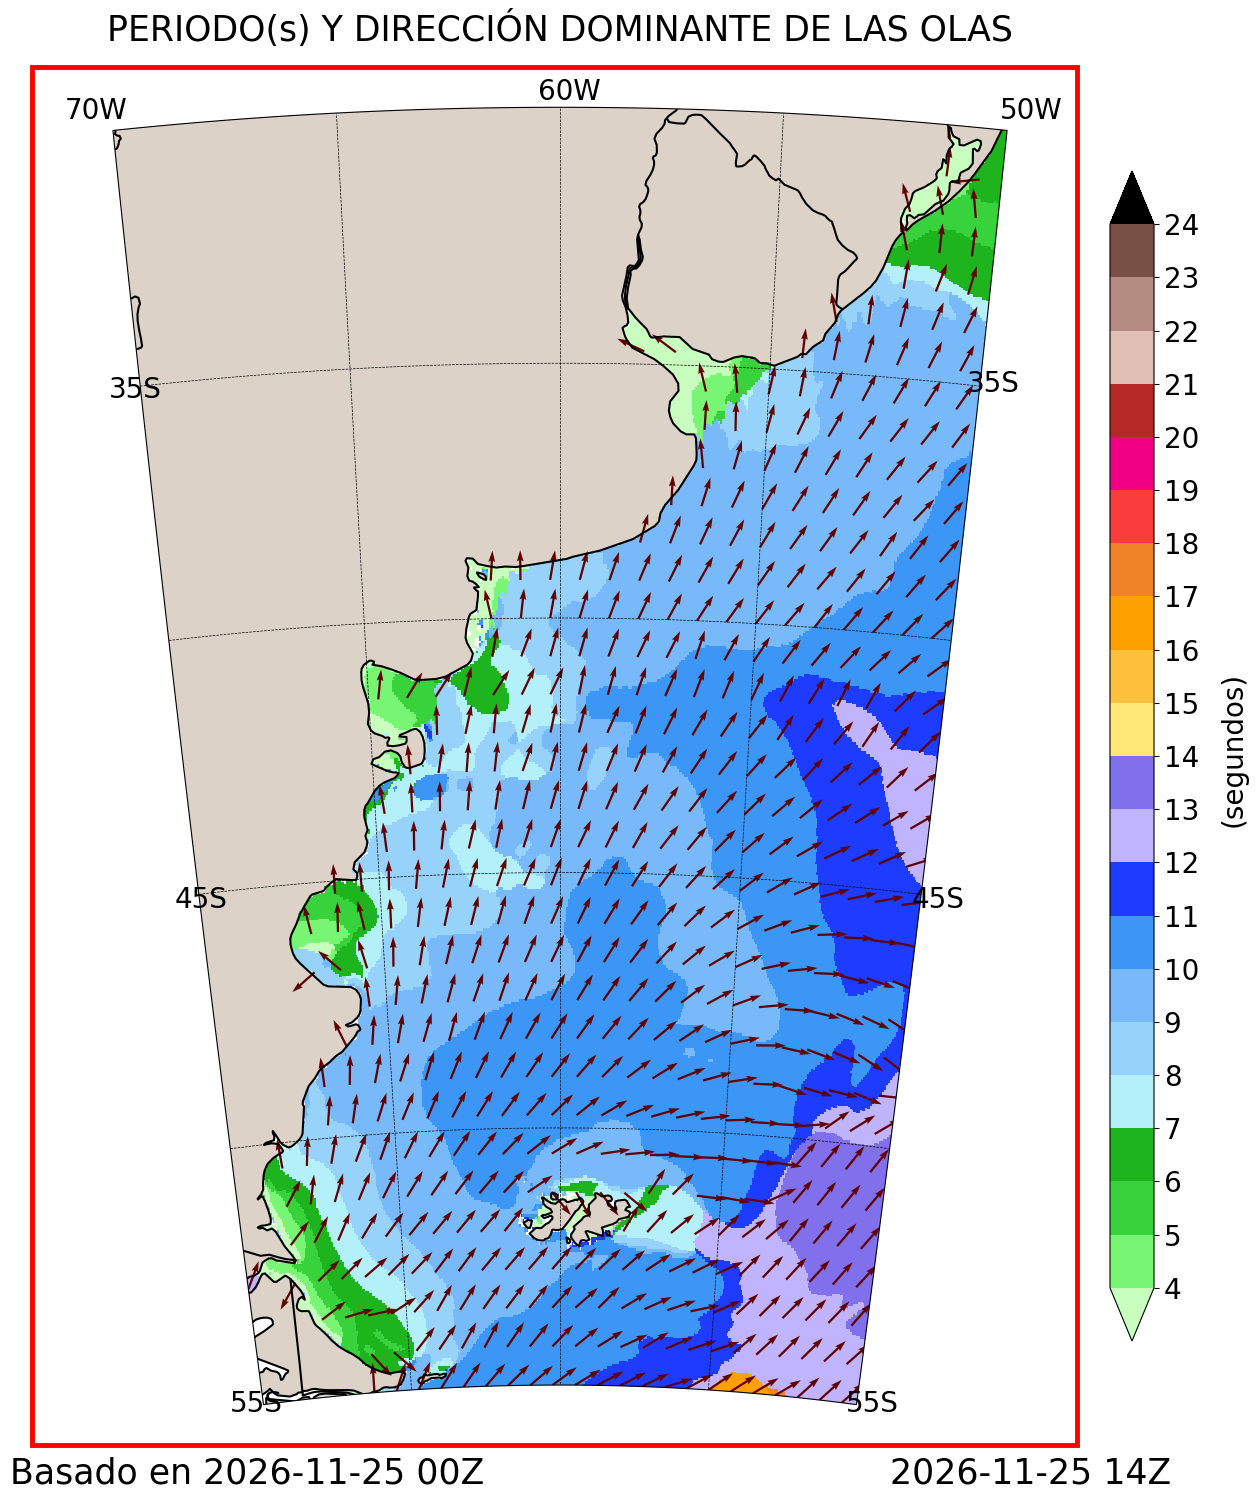 PERIODO(s) Y DIRECCIÓN DOMINANTE DE LAS OLAS
70W
60W
50W
35S
35S
45S
45S
55S
55S
24
23
22
21
20
19
18
17
16
15
14
13
12
11
10
9
8
7
6
5
4
(segundos)
Basado en 2026-11-25 00Z
2026-11-25 14Z